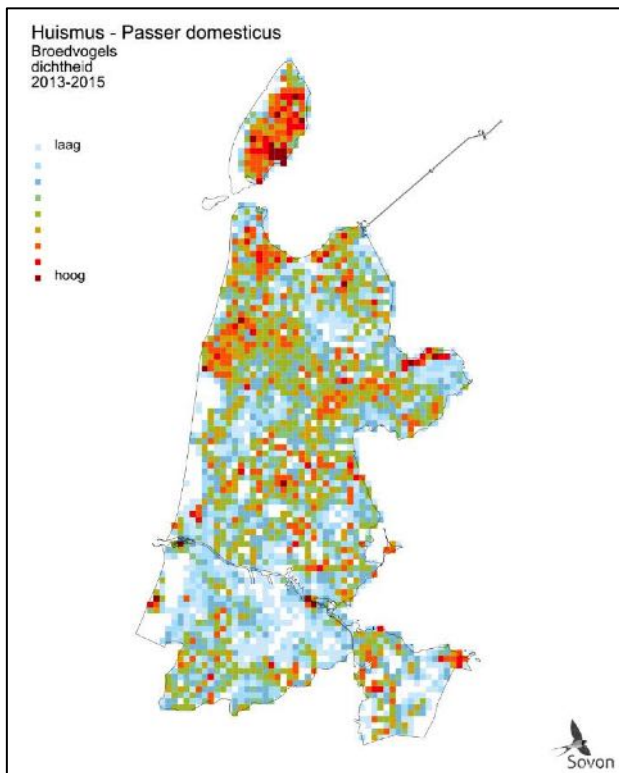 Huismus - Passer domesticus
Broedvogels
dichtheid
2013-2015
laag
hoog
Sovon